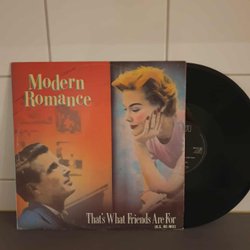 Modern
Romance
That's What Friends Are For
(U.S. RE-MIX)